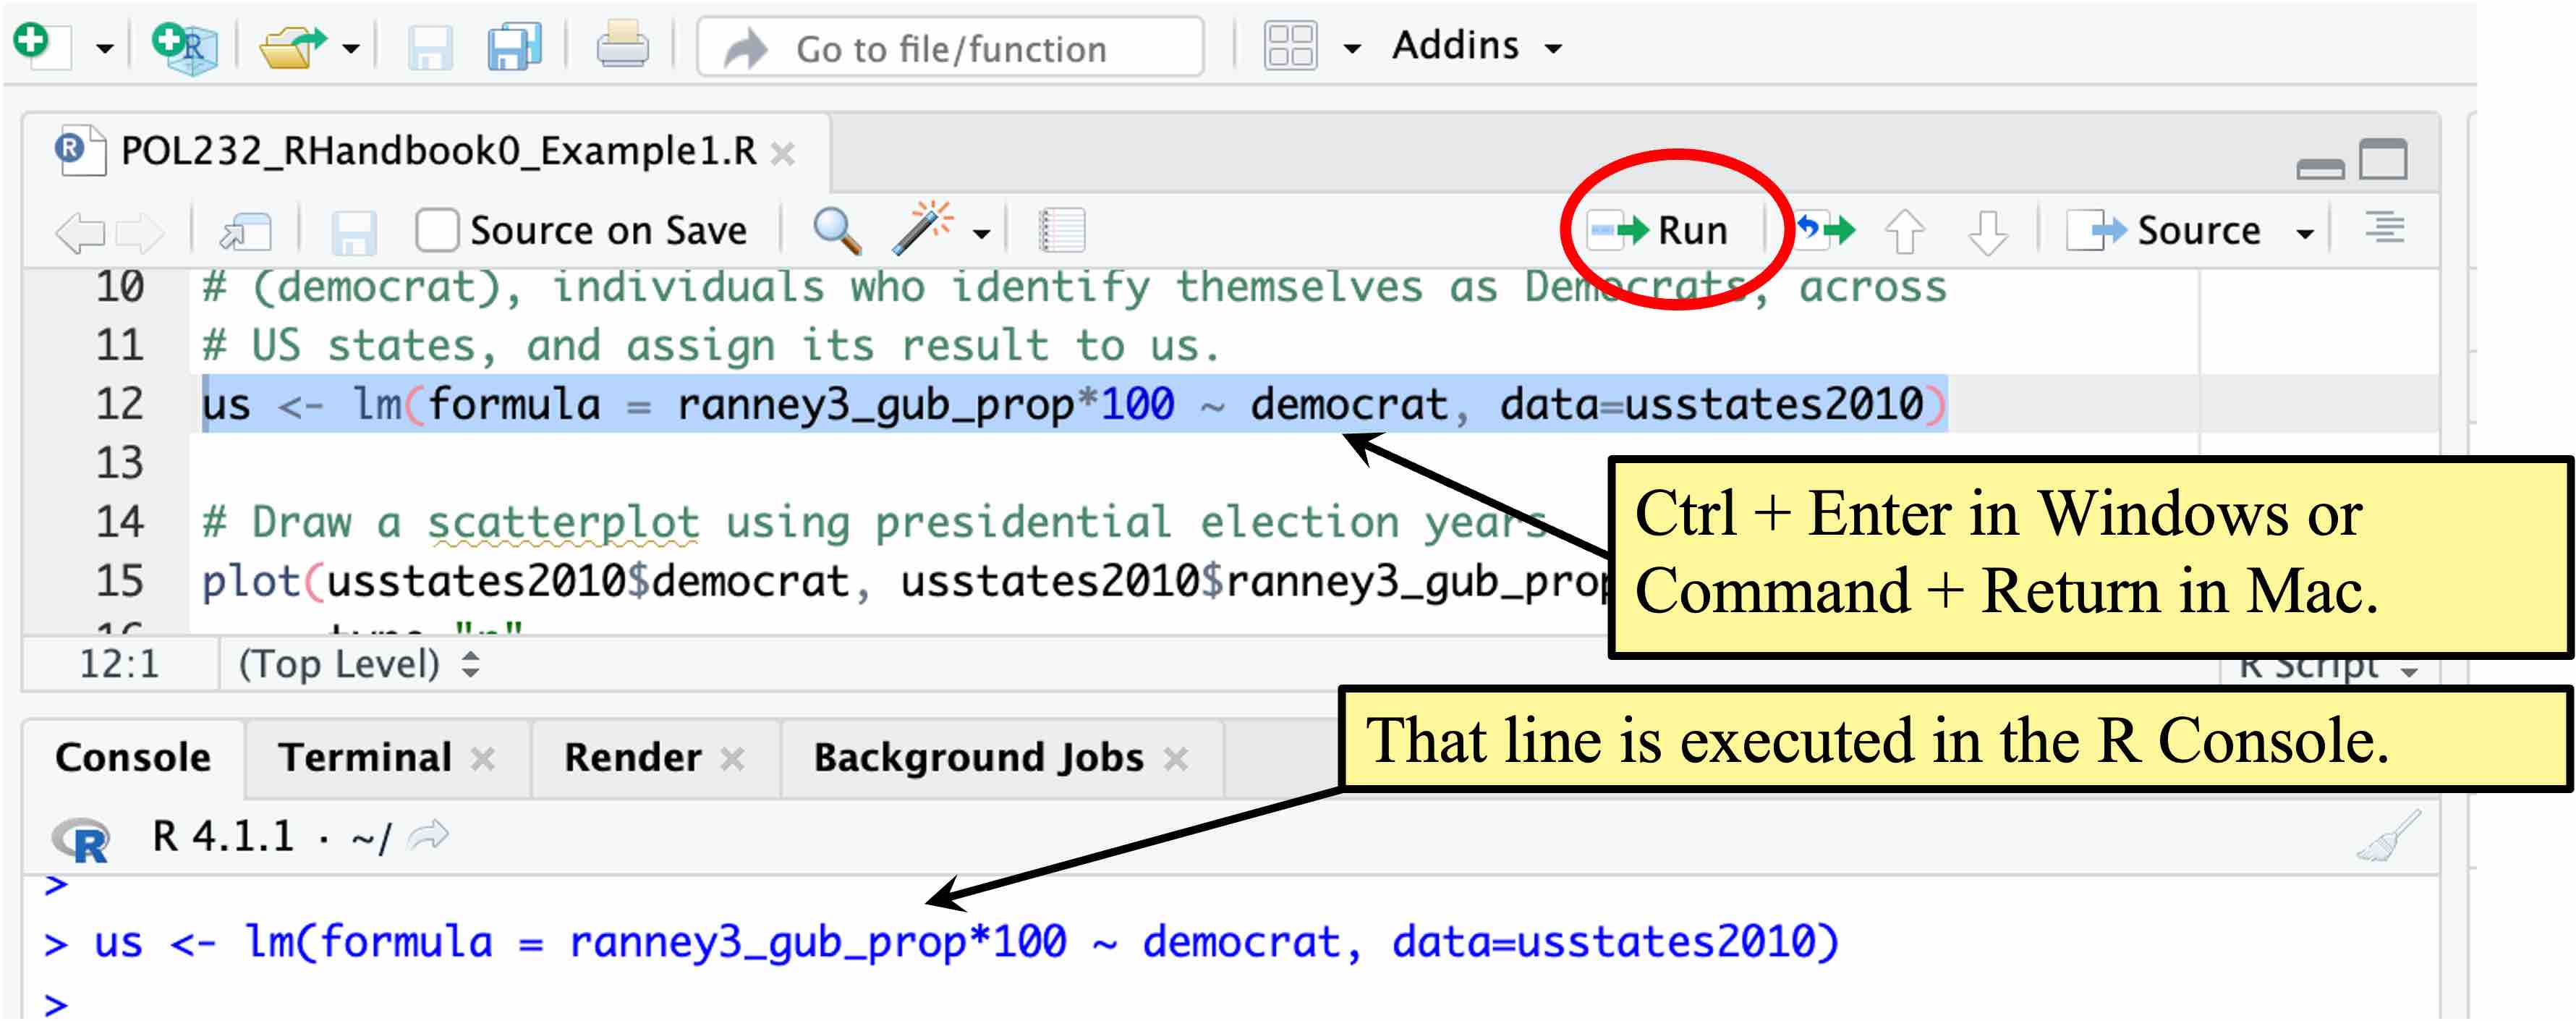 Go to file/function
Addins
POL232_RHandbook0_Example1.R
Source on Save
Run
Source
10 # (democrat), individuals who identify themselves as Democrats, across
11 # US states, and assign its result to us.
12 us <- lm(formula = ranney3_gub_prop*100 ~ democrat, data=usstates2010)
13
14 # Draw a scatterplot using presidential election years
15 plot(usstates2010$democrat, usstates2010$ranney3_gub_prop
16
Ctrl + Enter in Windows or
Command + Return in Mac.
12:1 (Top Level) R Script
That line is executed in the R Console.
Console Terminal Render Background Jobs
R 4.1.1 · ~/
>
> us <- lm(formula = ranney3_gub_prop*100 ~ democrat, data=usstates2010)
>